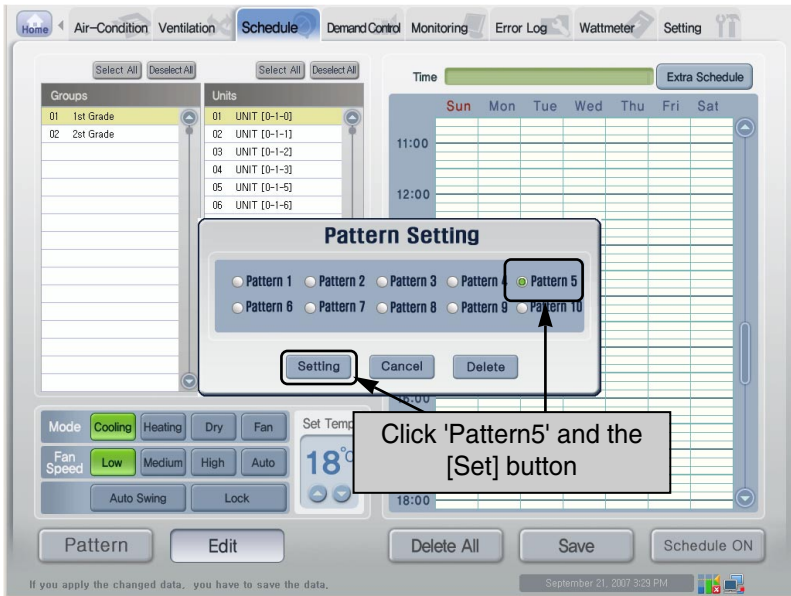 Home Air-Condition Ventilation Schedule Demand Control Monitoring Error Log Wattmeter Setting
Select All Deselect All Select All Deselect All Time Extra Schedule
Groups Units
Sun Mon Tue Wed Thu Fri Sat
01 1st Grade 01 UNIT [0-1-0]
02 2st Grade 02 UNIT [0-1-1]
11:00
03 UNIT [0-1-2]
04 UNIT [0-1-3]
05 UNIT [0-1-5]
12:00
06 UNIT [0-1-6]
Pattern Setting
Pattern 1 Pattern 2 Pattern 3 Pattern 4 Pattern 5
Pattern 6 Pattern 7 Pattern 8 Pattern 9 Pattern 10
Setting Cancel Delete
16:00
Mode Cooling Heating Dry Fan Set Temp
Click 'Pattern5' and the
[Set] button
Fan Speed Low Medium High Auto 18°C
Auto Swing Lock
18:00
Pattern Edit Delete All Save Schedule ON
If you apply the changed data, you have to save the data. September 21, 2007 3:29 PM